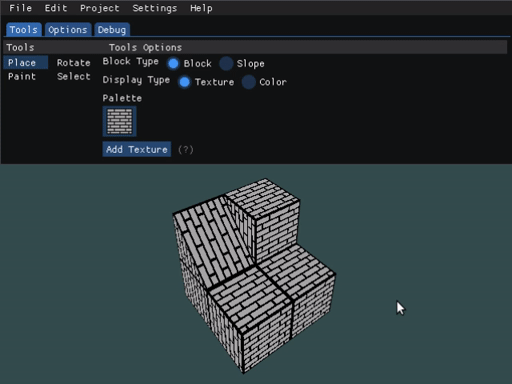 File Edit Project Settings Help
Tools Options Debug
Tools Tools Options
Place Rotate Block Type Block Slope
Paint Select Display Type Texture Color
Palette
Add Texture (?)